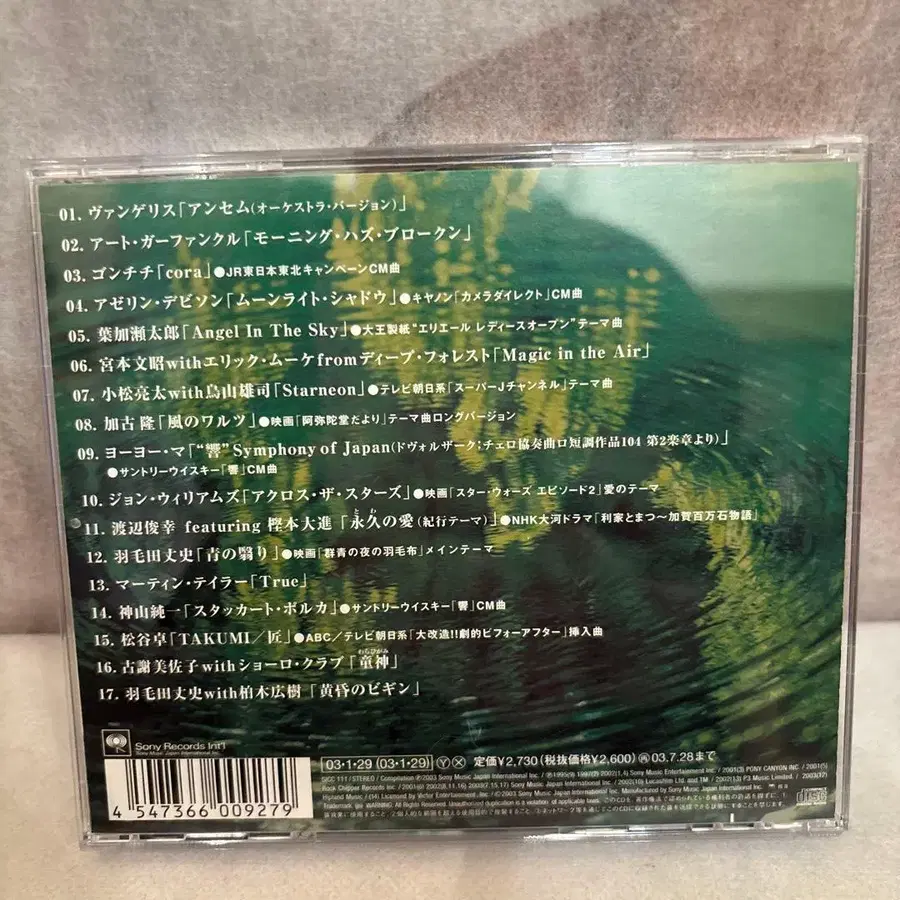 01. ヴァンゲリス「アンセム(オーケストラ・バージョン)」
02. アート・ガーファンクル「モーニング・ハズ・ブロークン」
03. ゴンチチ「cora」●JR東日本東北キャンペーンCM曲
04. アゼリン・デビソン「ムーンライト・シャドウ」●キヤノン「カメラダイレクト」CM曲
05. 葉加瀬太郎「Angel In The Sky」●大王製紙“エリエール レディースオープン”テーマ曲
06. 宮本文昭withエリック・ムーケfromディープ・フォレスト「Magic in the Air」
07. 小松亮太with鳥山雄司「Starneon」●テレビ朝日系「スーパーJチャンネル」テーマ曲
08. 加古 隆「風のワルツ」●映画「阿弥陀堂だより」テーマ曲ロングバージョン
09. ヨーヨー・マ「“響”Symphony of Japan(ドヴォルザーク:チェロ協奏曲ロ短調作品104 第2楽章より)」
●サントリーウイスキー「響」CM曲
10. ジョン・ウィリアムズ「アクロス・ザ・スターズ」●映画「スター・ウォーズ エピソード2」愛のテーマ
とわ
11. 渡辺俊幸 featuring 樫本大進「永久の愛(紀行テーマ)」●NHK大河ドラマ「利家とまつ〜加賀百万石物語」
12. 羽毛田丈史「青の翳り」●映画「群青の夜の羽毛布」メインテーマ
13. マーティン・テイラー「True」
14. 神山純一「スタッカート・ポルカ」●サントリーウイスキー「響」CM曲
15. 松谷卓「TAKUMI/匠」●ABC/テレビ朝日系「大改造!!劇的ビフォーアフター」挿入曲
わらびがみ
16. 古謝美佐子withショーロ・クラブ「童神」
17. 羽毛田丈史with柏木広樹「黄昏のビギン」
Sony Records Int'l
Sony Music Japan International Inc.
03・1・29 (03・1・29) Ⓨ Ⓧ 定価¥2,730(税抜価格¥2,600) 再 03.7.28まで
SICC 111 / STEREO / Compilation ℗ 2003 Sony Music Japan International Inc.
4 547366 009279